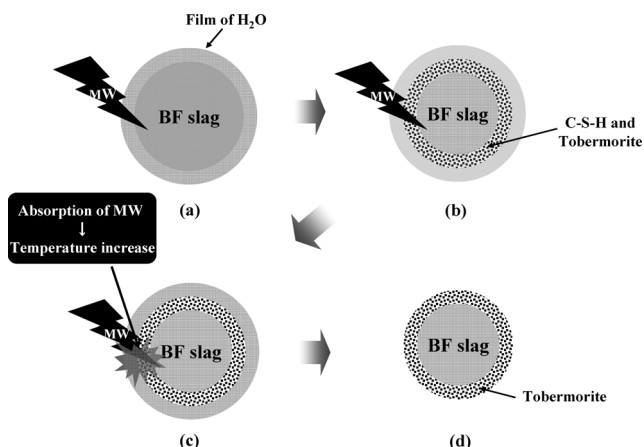 Film of H₂O
MW
BF slag
(a)
MW
BF slag
C-S-H and
Tobermorite
(b)
Absorption of MW
↓
Temperature increase
MW
BF slag
(c)
BF slag
Tobermorite
(d)